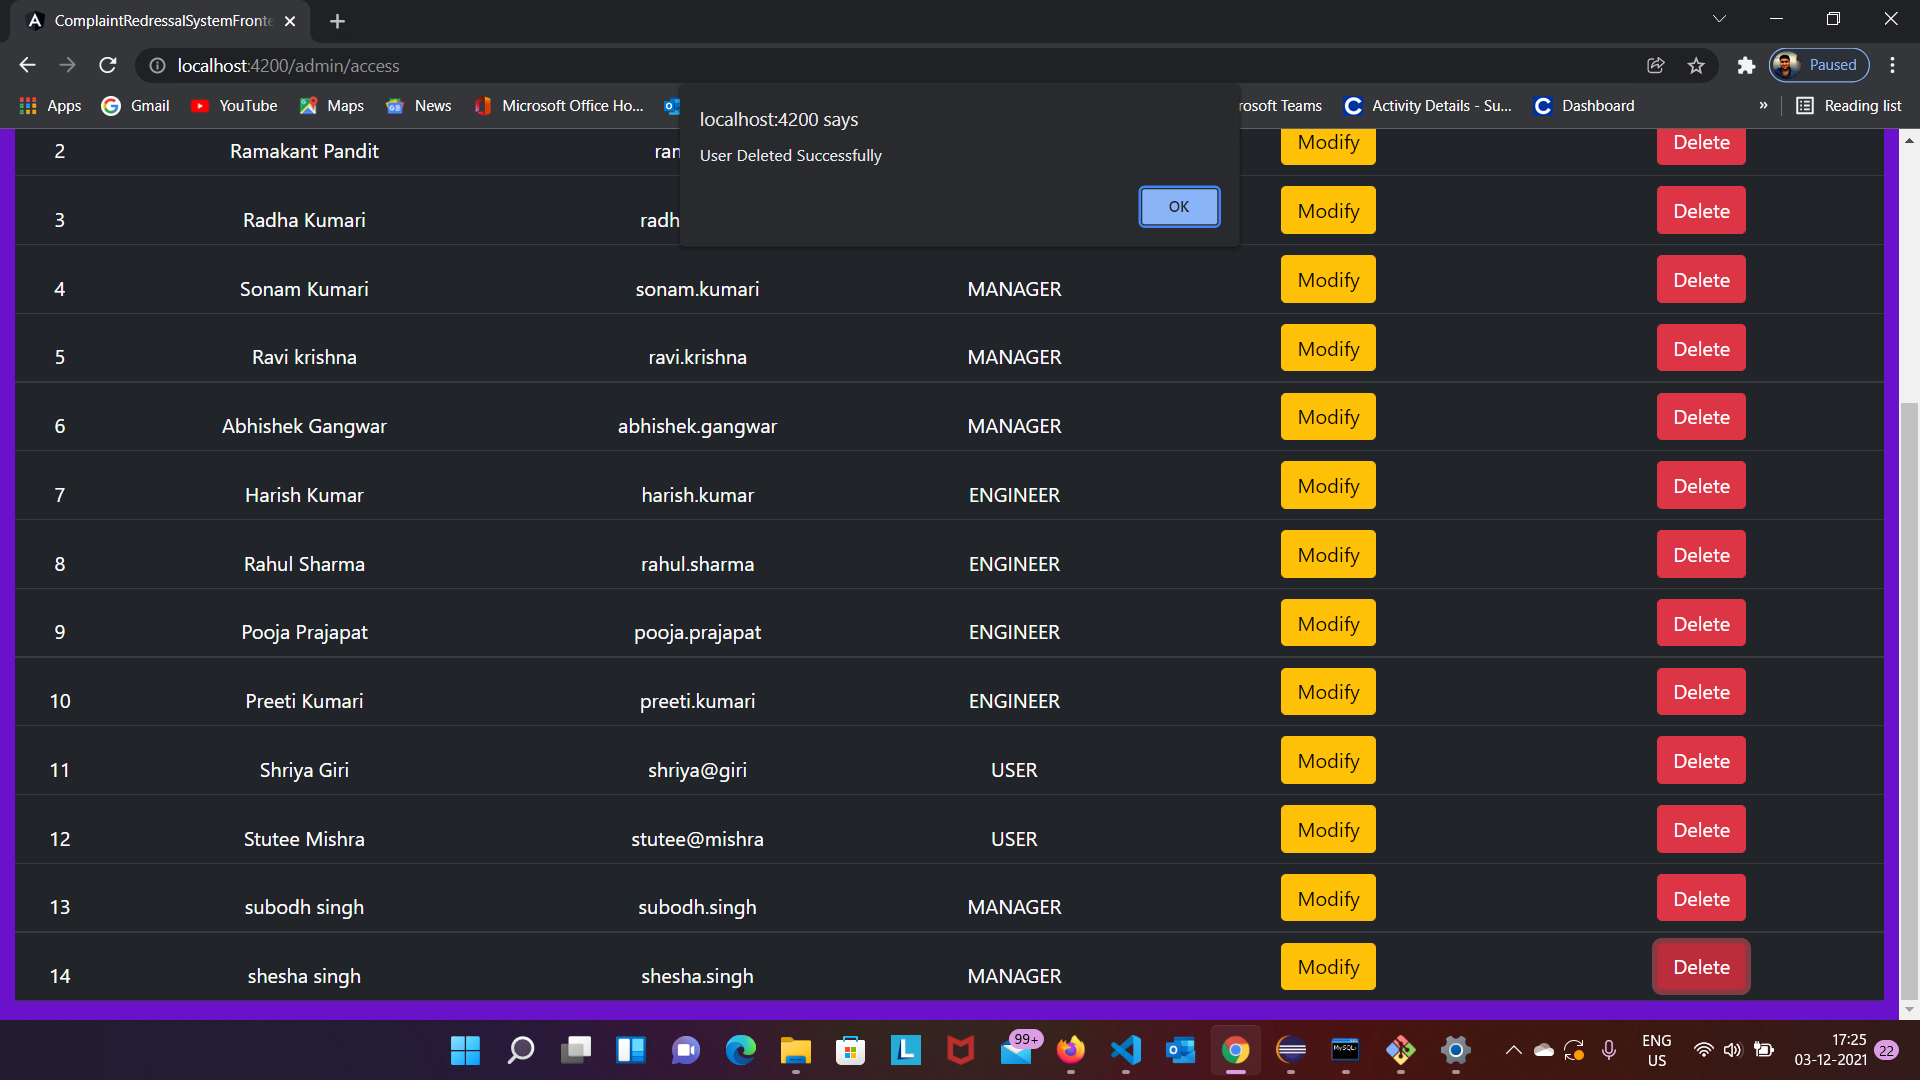 ComplaintRedressalSystemFronte
localhost:4200/admin/access
Paused
Apps Gmail YouTube Maps News Microsoft Office Ho... rosoft Teams Activity Details - Su... Dashboard » Reading list
localhost:4200 says
User Deleted Successfully
OK
2 Ramakant Pandit ran Modify Delete
3 Radha Kumari radh Modify Delete
4 Sonam Kumari sonam.kumari MANAGER Modify Delete
5 Ravi krishna ravi.krishna MANAGER Modify Delete
6 Abhishek Gangwar abhishek.gangwar MANAGER Modify Delete
7 Harish Kumar harish.kumar ENGINEER Modify Delete
8 Rahul Sharma rahul.sharma ENGINEER Modify Delete
9 Pooja Prajapat pooja.prajapat ENGINEER Modify Delete
10 Preeti Kumari preeti.kumari ENGINEER Modify Delete
11 Shriya Giri shriya@giri USER Modify Delete
12 Stutee Mishra stutee@mishra USER Modify Delete
13 subodh singh subodh.singh MANAGER Modify Delete
14 shesha singh shesha.singh MANAGER Modify Delete
99+
MySQL
ENG
US
17:25
03-12-2021
22